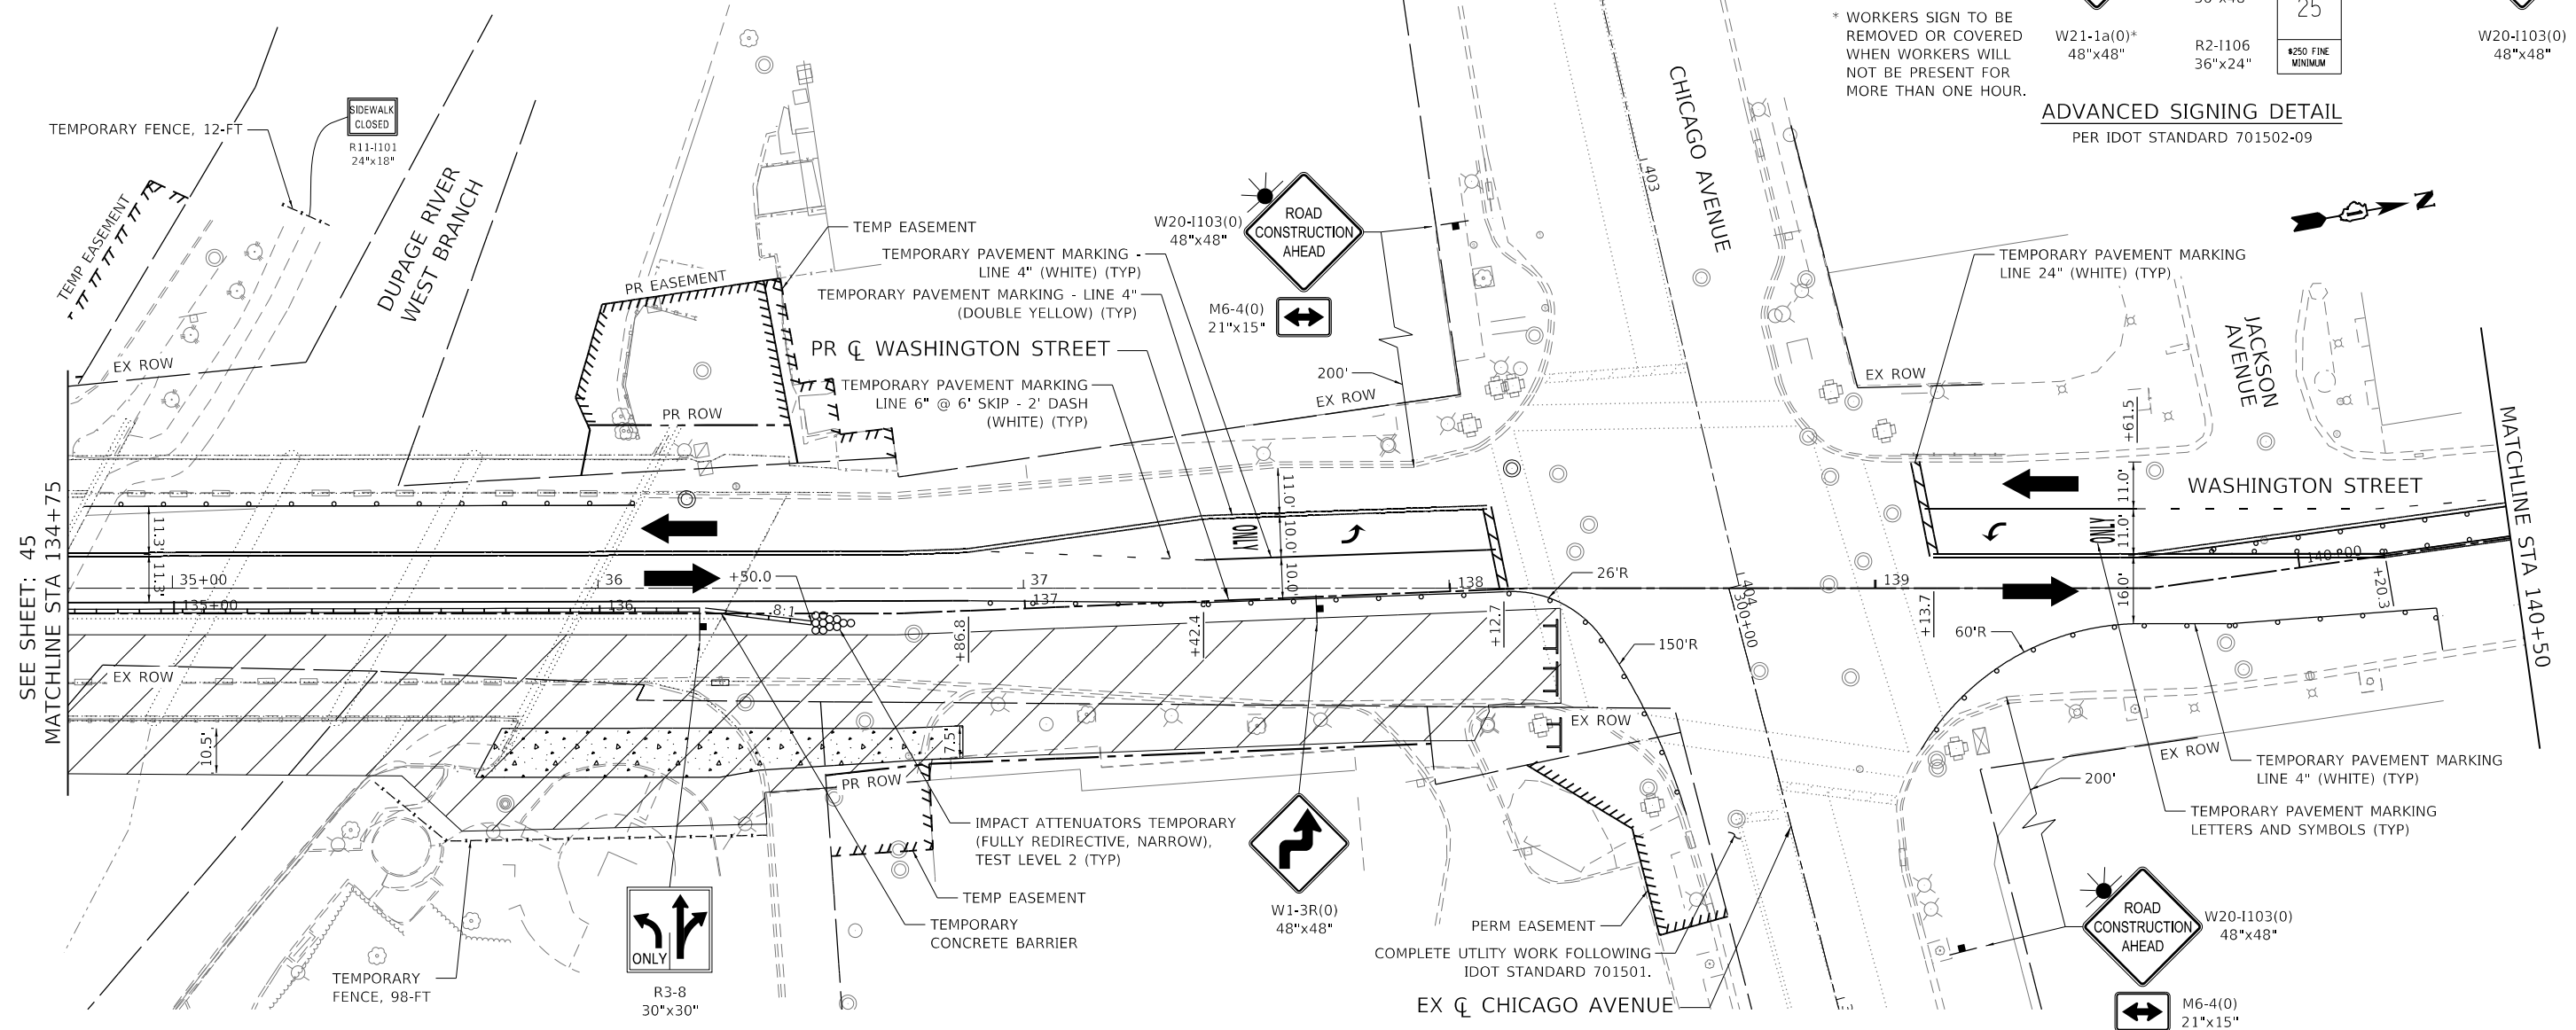 * WORKERS SIGN TO BE
REMOVED OR COVERED
WHEN WORKERS WILL
NOT BE PRESENT FOR
MORE THAN ONE HOUR.
W21-1a(0)*
48"x48"
R2-I106
36"x24"
25
$250 FINE
MINIMUM
W20-I103(0)
48"x48"
ADVANCED SIGNING DETAIL
PER IDOT STANDARD 701502-09
N
TEMPORARY FENCE, 12-FT
SIDEWALK
CLOSED
R11-I101
24"x18"
TEMP EASEMENT
DUPAGE RIVER
WEST BRANCH
EX ROW
PR EASEMENT
TEMP EASEMENT
TEMPORARY PAVEMENT MARKING -
LINE 4" (WHITE) (TYP)
TEMPORARY PAVEMENT MARKING - LINE 4"
(DOUBLE YELLOW) (TYP)
PR ℄ WASHINGTON STREET
TEMPORARY PAVEMENT MARKING
LINE 6" @ 6' SKIP - 2' DASH
(WHITE) (TYP)
PR ROW
W20-I103(0)
48"x48"
ROAD
CONSTRUCTION
AHEAD
M6-4(0)
21"x15"
200'
EX ROW
CHICAGO AVENUE
403
TEMPORARY PAVEMENT MARKING
LINE 24" (WHITE) (TYP)
EX ROW
JACKSON
AVENUE
+61.5
WASHINGTON STREET
MATCHLINE STA 140+50
SEE SHEET: 45
MATCHLINE STA 134+75
11.3'
11.3'
35+00
135+00
36
136
+50.0
8:1
37
137
+86.8
+42.4
11.0'
10.0'
10.0'
ONLY
138
+12.7
26'R
150'R
404
300+00
139
+13.7
60'R
11.0'
11.0'
16.0'
ONLY
140+00
+20.3
EX ROW
10.5'
7.5'
PR ROW
EX ROW
EX ROW
200'
TEMPORARY PAVEMENT MARKING
LINE 4" (WHITE) (TYP)
TEMPORARY PAVEMENT MARKING
LETTERS AND SYMBOLS (TYP)
IMPACT ATTENUATORS TEMPORARY
(FULLY REDIRECTIVE, NARROW),
TEST LEVEL 2 (TYP)
TEMP EASEMENT
TEMPORARY
CONCRETE BARRIER
W1-3R(0)
48"x48"
PERM EASEMENT
COMPLETE UTLITY WORK FOLLOWING
IDOT STANDARD 701501.
EX ℄ CHICAGO AVENUE
TEMPORARY
FENCE, 98-FT
ONLY
R3-8
30"x30"
ROAD
CONSTRUCTION
AHEAD
W20-I103(0)
48"x48"
M6-4(0)
21"x15"